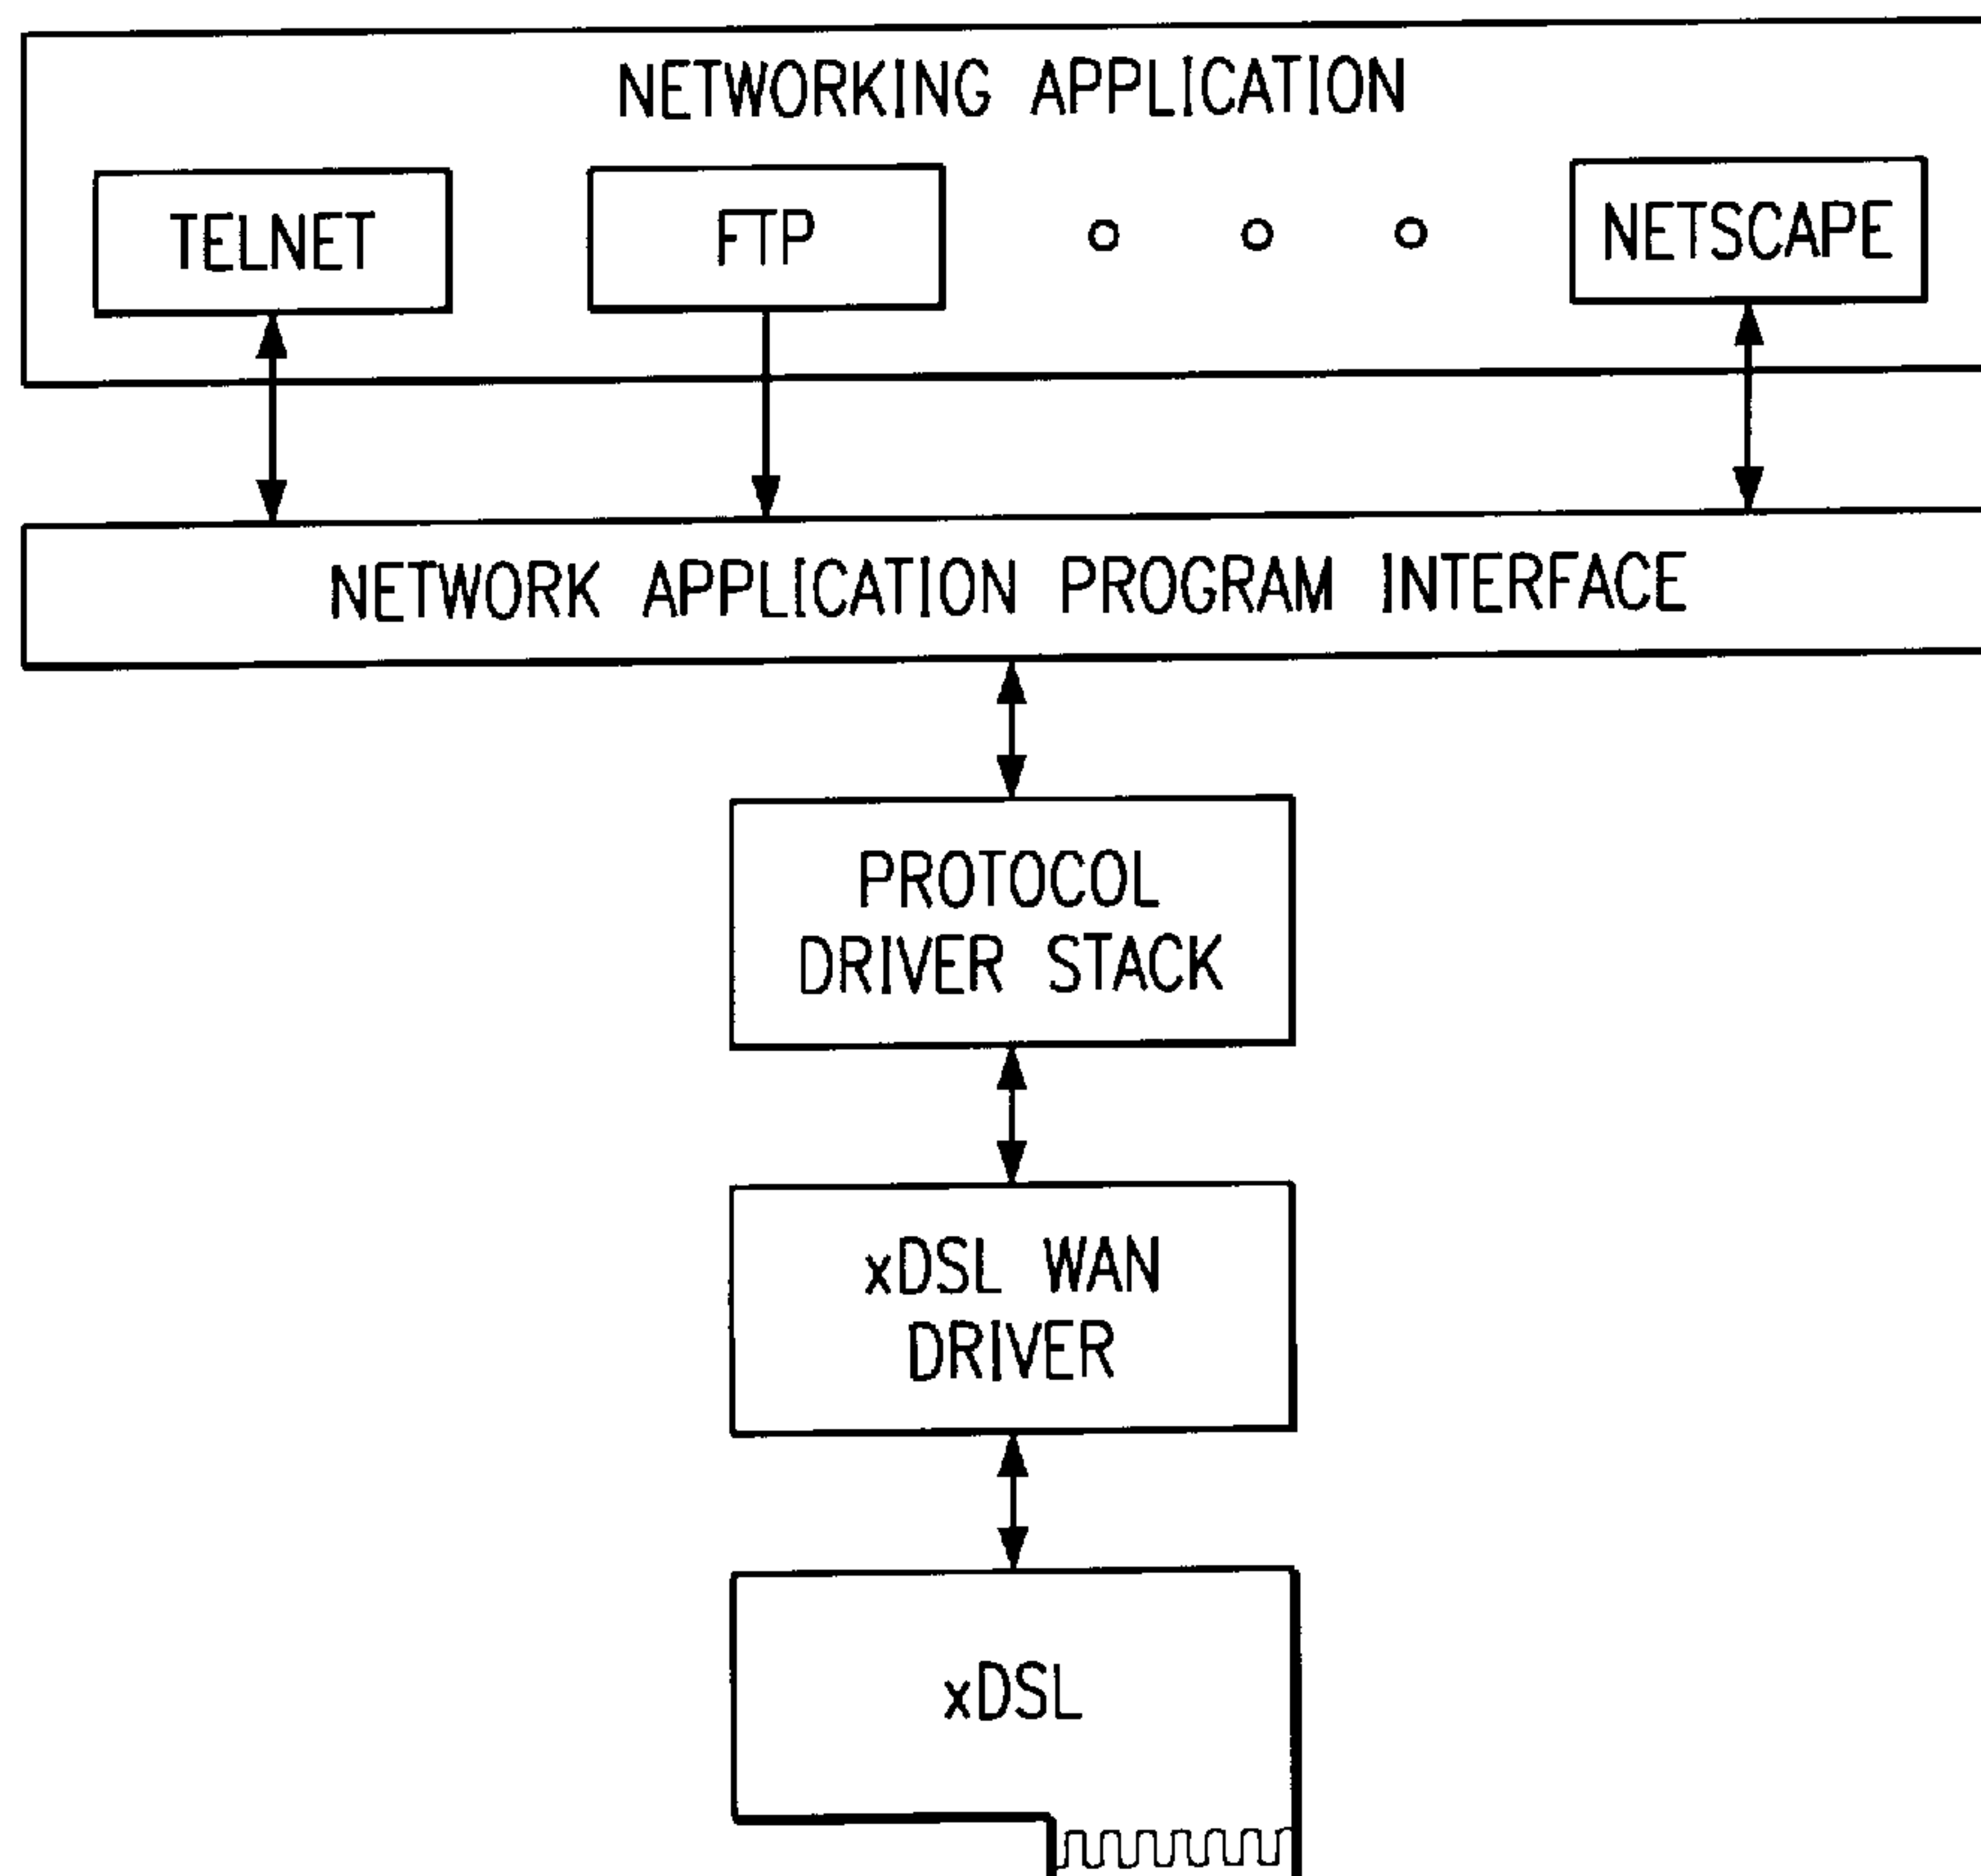 NETWORKING APPLICATION
TELNET
FTP
NETSCAPE
NETWORK APPLICATION PROGRAM INTERFACE
PROTOCOL
DRIVER STACK
xDSL WAN
DRIVER
xDSL